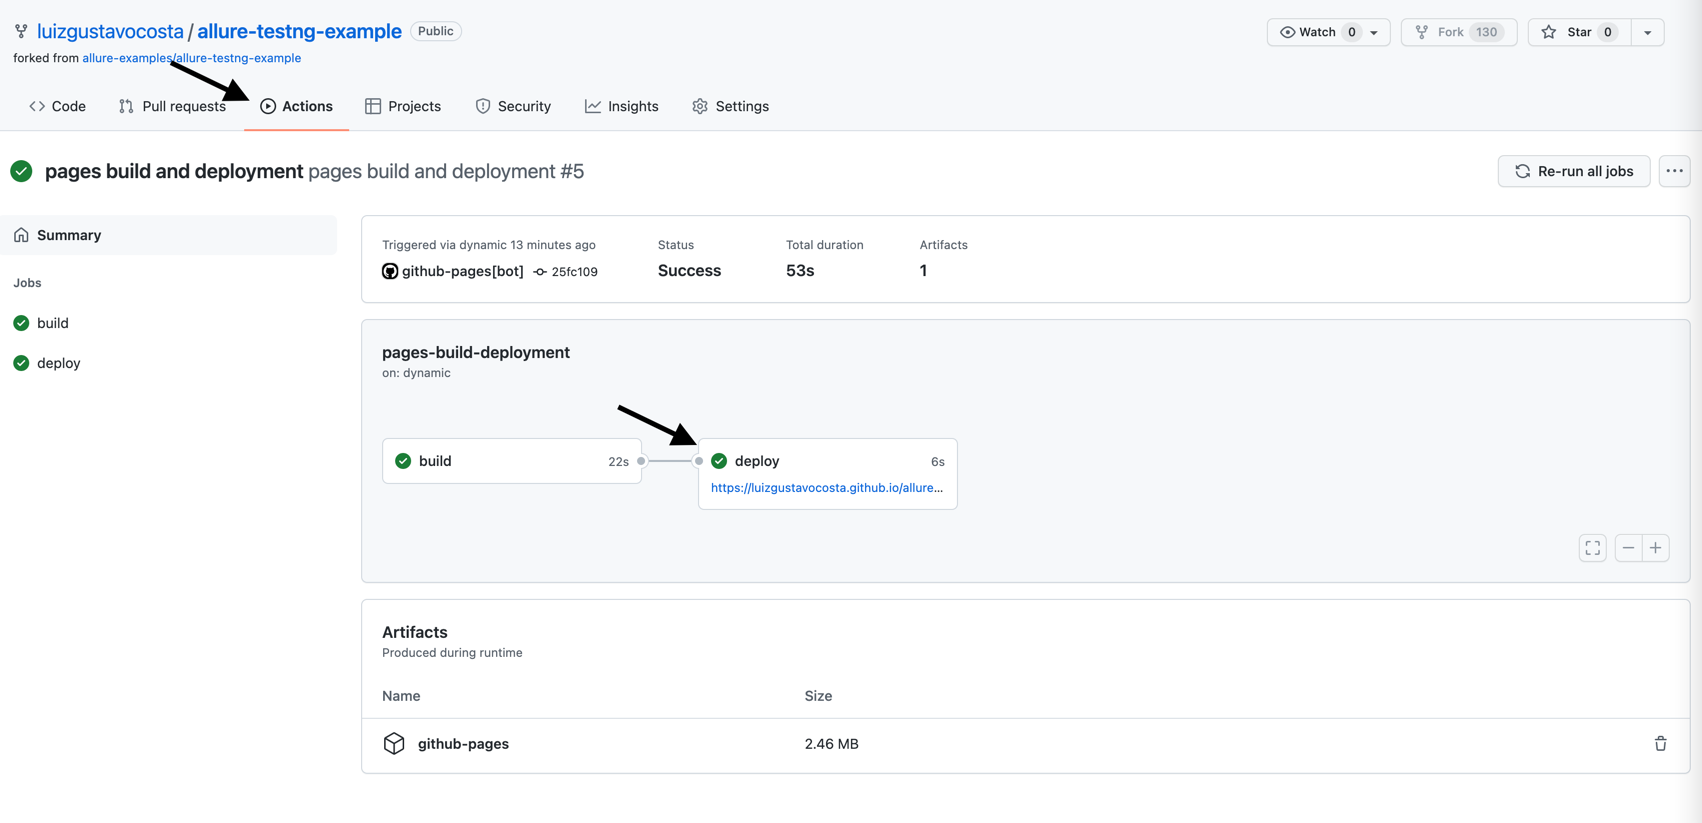 luizgustavocosta / allure-testng-example Public
Watch 0 Fork 130 Star 0
forked from allure-examples/allure-testng-example
Code Pull requests Actions Projects Security Insights Settings
pages build and deployment pages build and deployment #5
Re-run all jobs
Summary
Jobs
build
deploy
Triggered via dynamic 13 minutes ago Status Total duration Artifacts
github-pages[bot] 25fc109 Success 53s 1
pages-build-deployment
on: dynamic
build 22s
deploy 6s
https://luizgustavocosta.github.io/allure...
Artifacts
Produced during runtime
Name Size
github-pages 2.46 MB